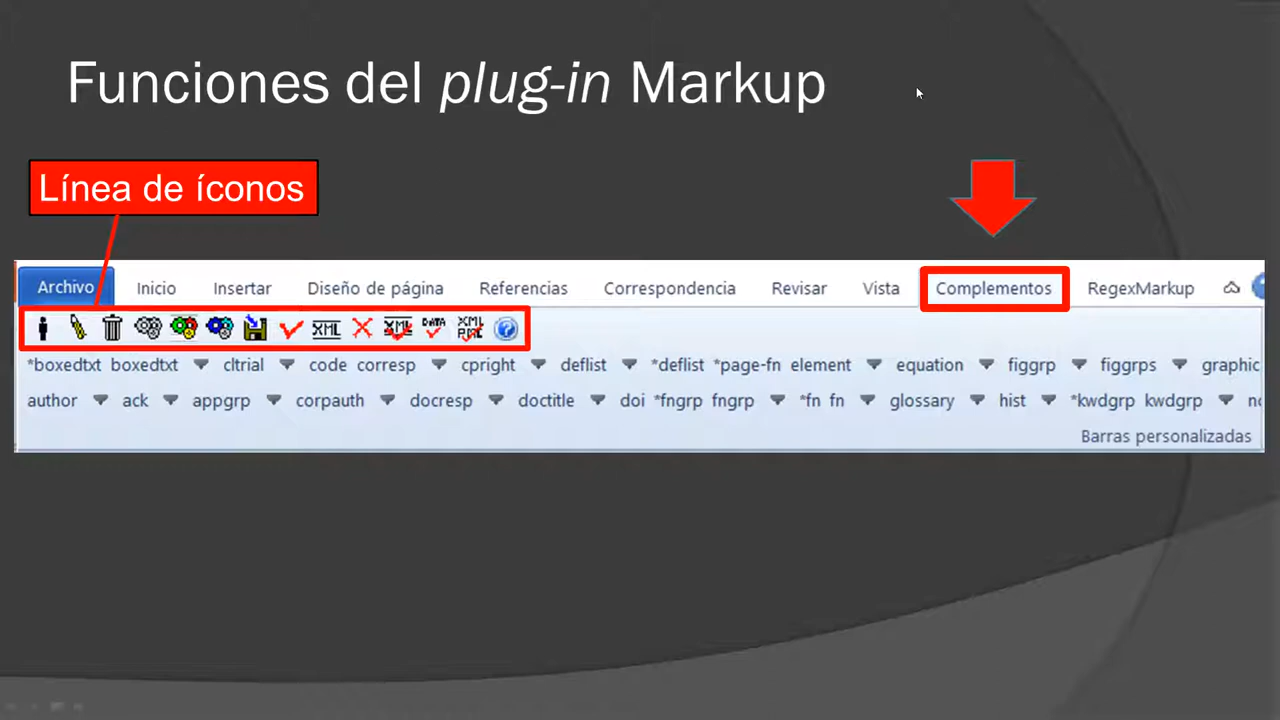 Funciones del plug-in Markup
Línea de íconos
Archivo Inicio Insertar Diseño de página Referencias Correspondencia Revisar Vista Complementos RegexMarkup
XML XML DATA XML PMC
*boxedtxt boxedtxt cltrial code corresp cpright deflist *deflist *page-fn element equation figgrp figgrps graphic
author ack appgrp corpauth docresp doctitle doi *fngrp fngrp *fn fn glossary hist *kwdgrp kwdgrp
Barras personalizadas